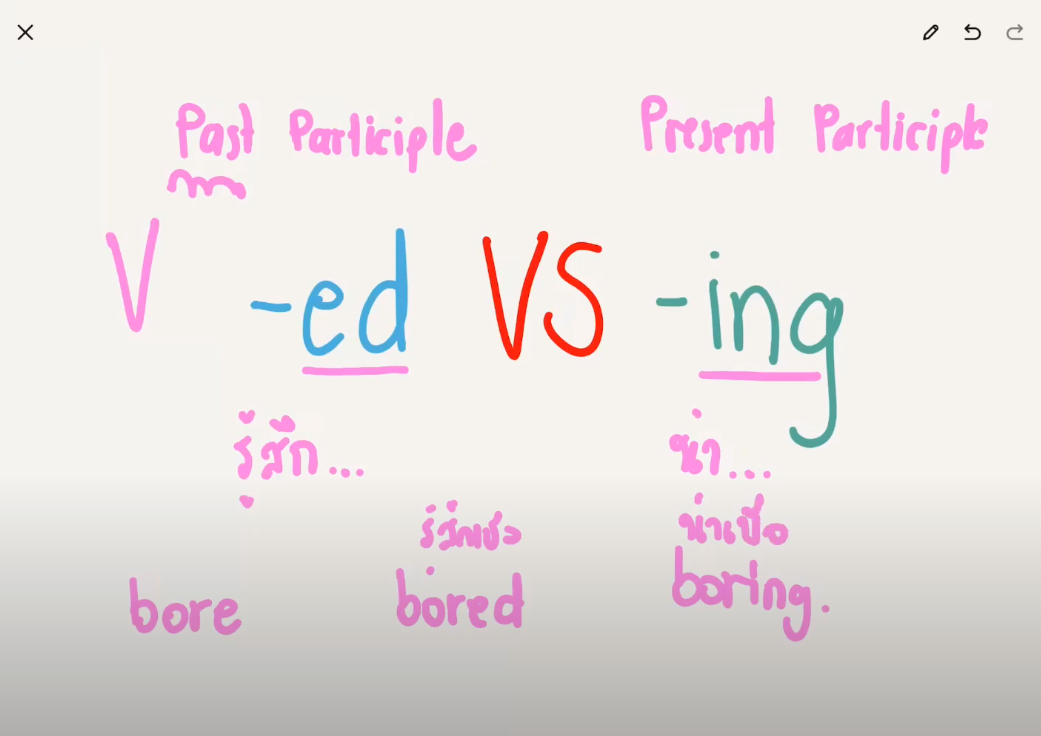 Past Participle Present Participle
V -ed VS -ing
รู้สึก... น่า...
รู้สึกเบื่อ น่าเบื่อ
bore bored boring.